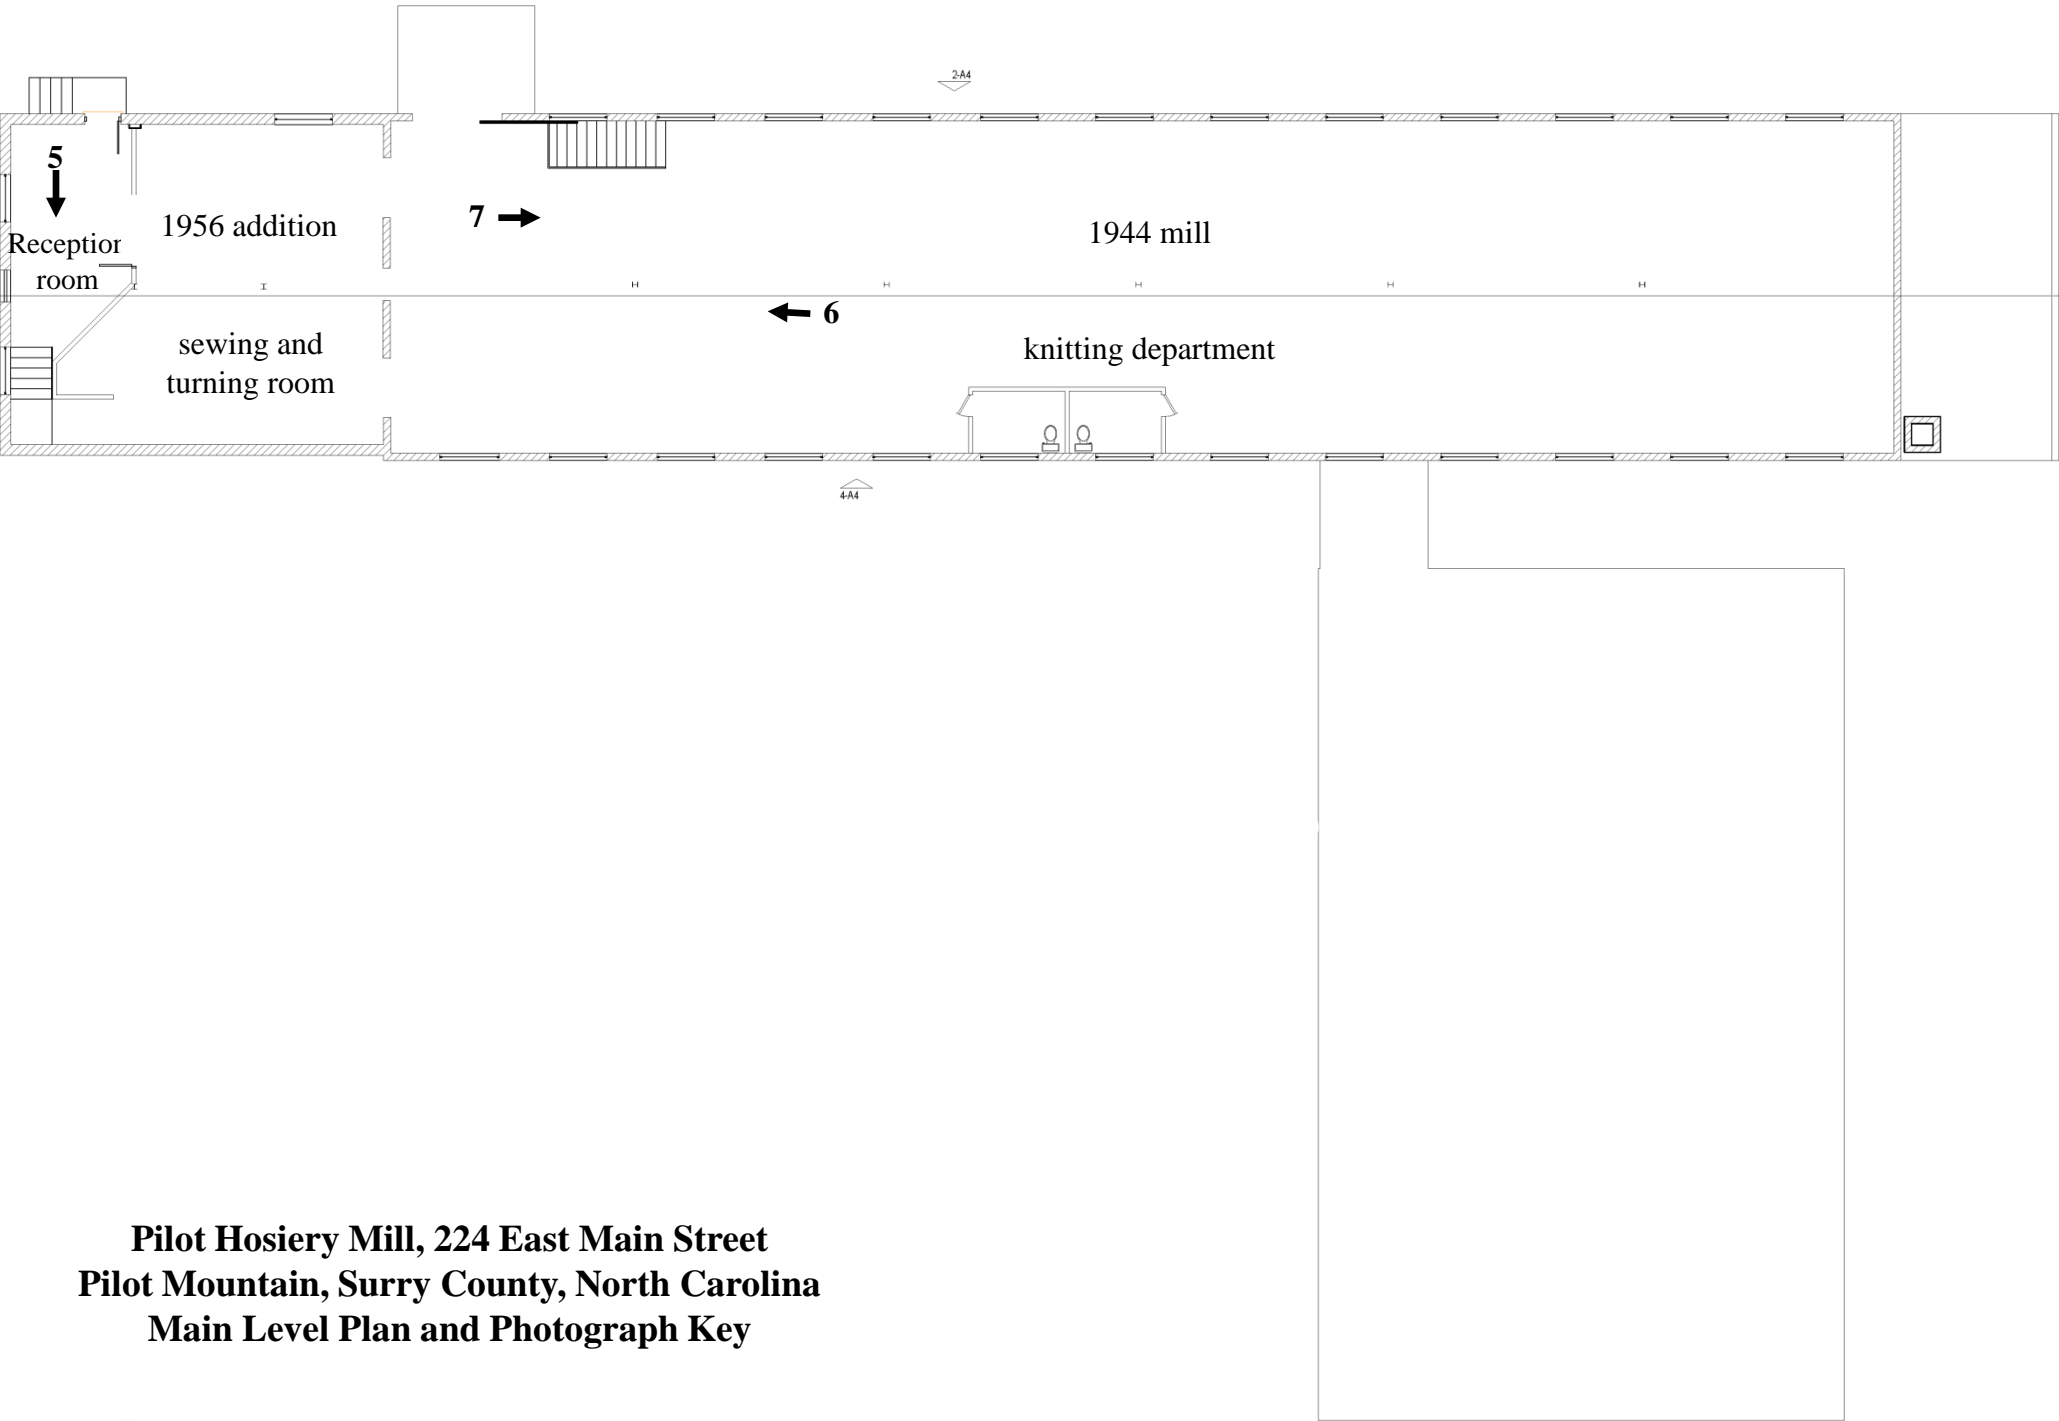 2-A4
5
1956 addition
7
1944 mill
Reception
room
6
sewing and
turning room
knitting department
4-A4
Pilot Hosiery Mill, 224 East Main Street
Pilot Mountain, Surry County, North Carolina
Main Level Plan and Photograph Key